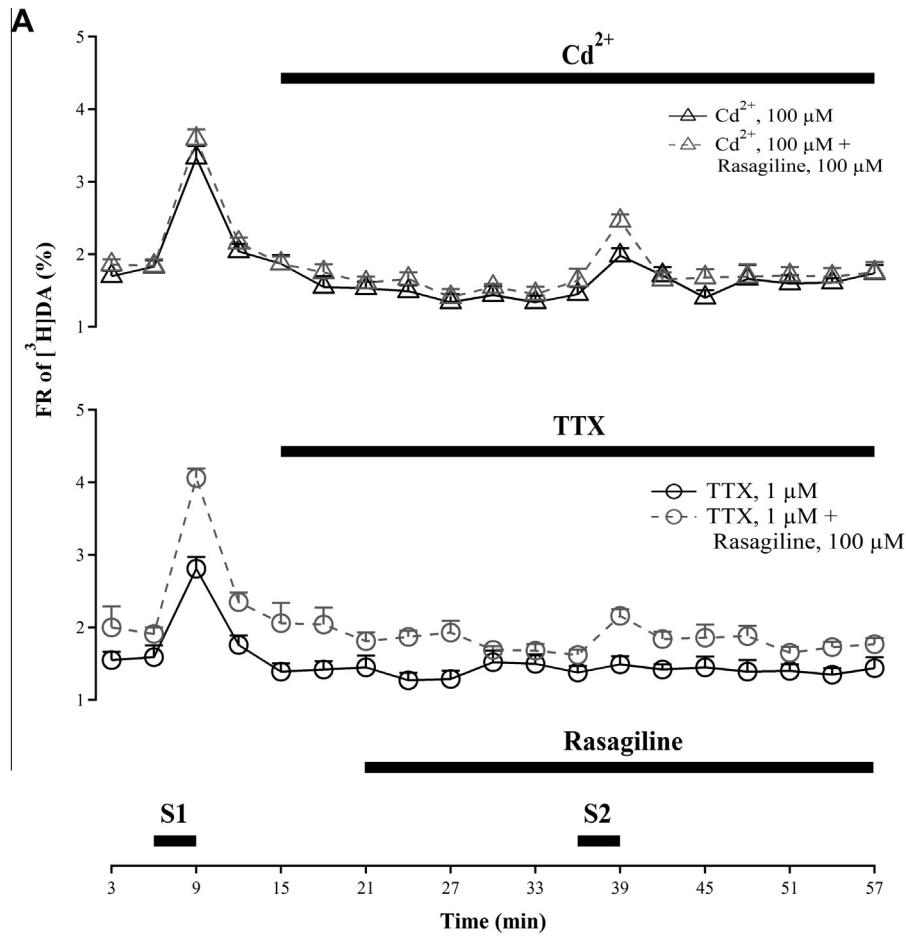 A
Cd²⁺
Cd²⁺, 100 µM
Cd²⁺, 100 µM +
Rasagiline, 100 µM
5
4
3
2
1
FR of [³H]DA (%)
TTX
TTX, 1 µM
TTX, 1 µM +
Rasagiline, 100 µM
5
4
3
2
1
Rasagiline
S1 S2
3 9 15 21 27 33 39 45 51 57
Time (min)